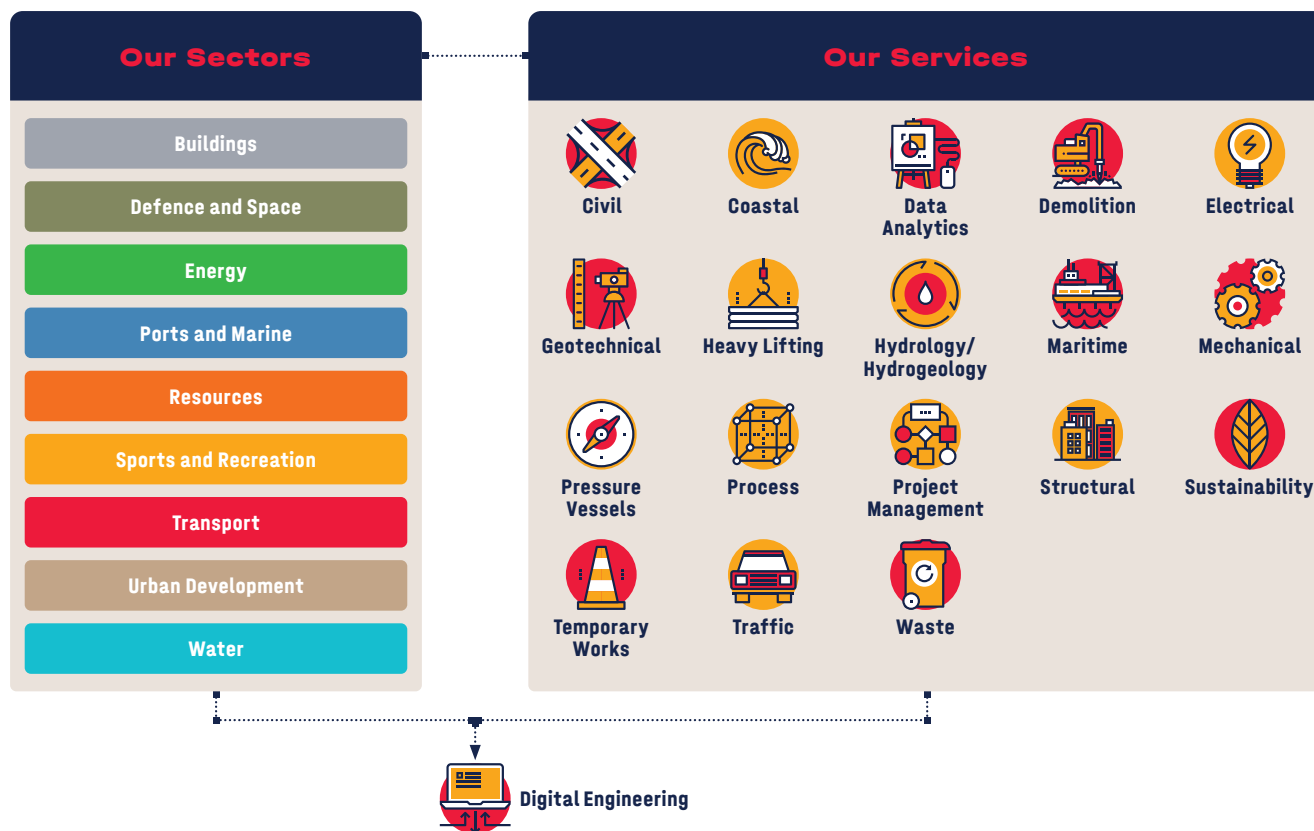 Our Sectors
Our Services
Buildings
Defence and Space
Energy
Ports and Marine
Resources
Sports and Recreation
Transport
Urban Development
Water
Civil
Coastal
Data
Analytics
Demolition
Electrical
Geotechnical
Heavy Lifting
Hydrology/
Hydrogeology
Maritime
Mechanical
Pressure
Vessels
Process
Project
Management
Structural
Sustainability
Temporary
Works
Traffic
Waste
Digital Engineering